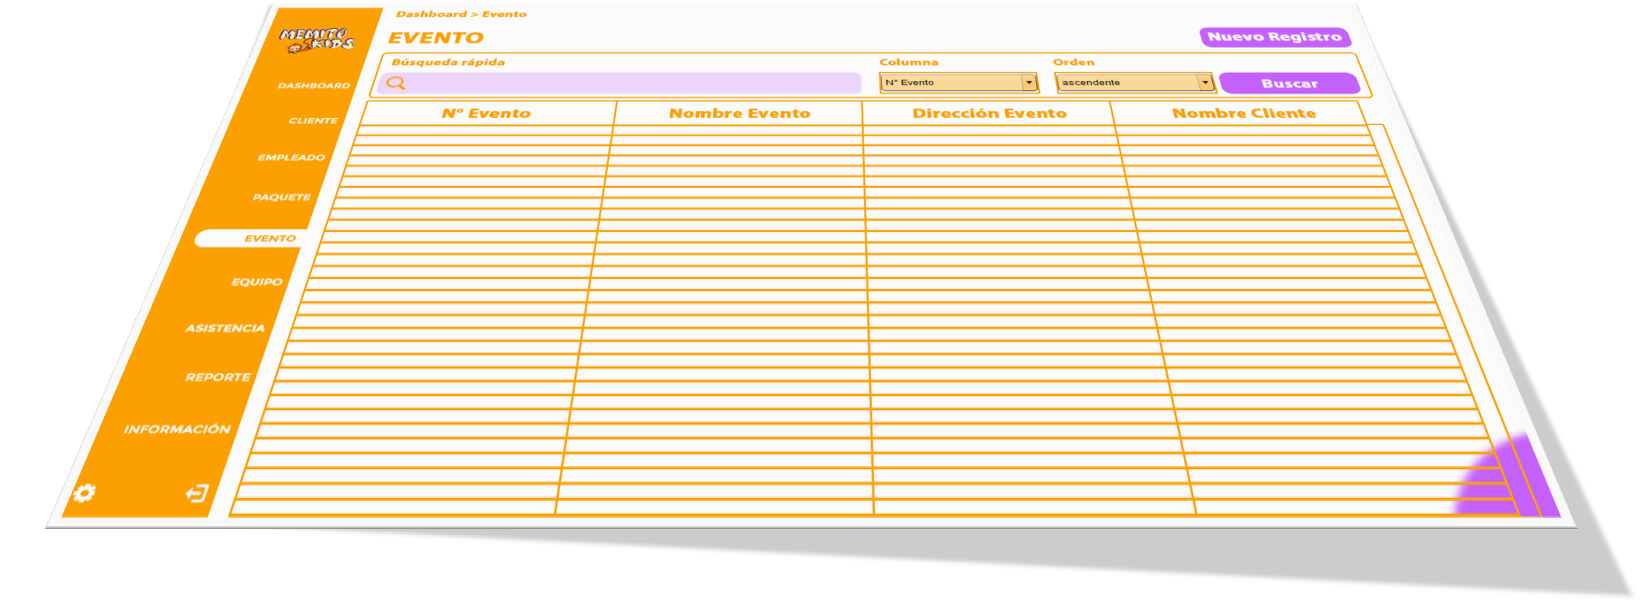 MEMITO
KIDS
DASHBOARD
CLIENTE
EMPLEADO
PAQUETE
EVENTO
EQUIPO
ASISTENCIA
REPORTE
INFORMACIÓN
Dashboard > Evento
EVENTO
Nuevo Registro
Búsqueda rápida
Columna
Orden
N° Evento
ascendente
Buscar
N° Evento
Nombre Evento
Dirección Evento
Nombre Cliente